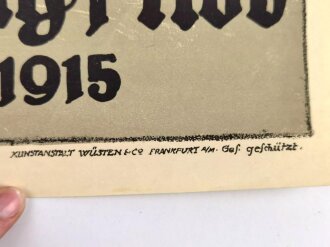 1915
KUNSTANSTALT WÜSTEN & CO FRANKFURT A/M. Ges. geschützt.